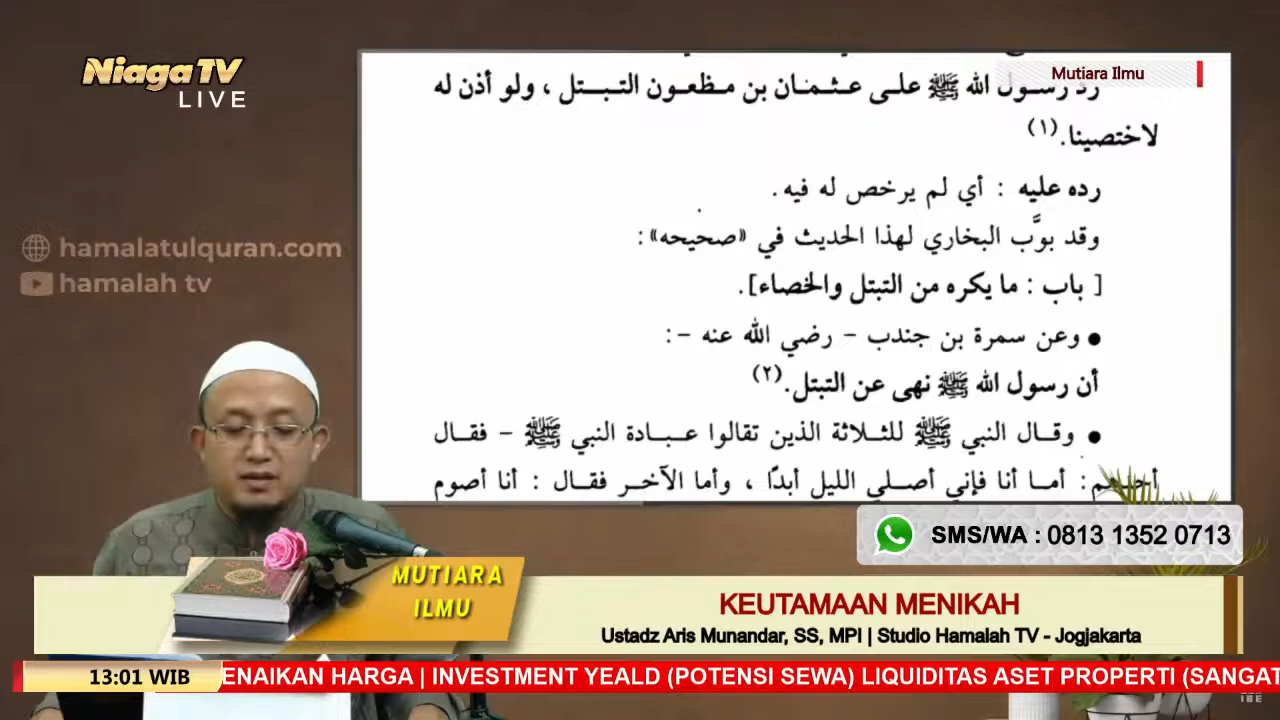 NiagaTV
LIVE
Mutiara Ilmu
رد رسول الله ﷺ على عثمان بن مظعون التبتل ، ولو أذن له
لاختصينا.(١)
رده عليه : أي لم يرخص له فيه .
وقد بوَّب البخاري لهذا الحديث في «صحيحه»:
[ باب : ما يكره من التبتل والخصاء].
● وعن سمرة بن جندب – رضي الله عنه –:
أن رسول الله ﷺ نهى عن التبتل.(٢)
● وقال النبي ﷺ للثلاثة الذين تقالوا عبادة النبي ﷺ – فقال
أحدهم: أما أنا فإني أصلي الليل أبدًا ، وأما الآخر فقال : أنا أصوم
hamalatulquran.com
hamalah tv
SMS/WA : 0813 1352 0713
MUTIARA
ILMU
KEUTAMAAN MENIKAH
Ustadz Aris Munandar, SS, MPI | Studio Hamalah TV - Jogjakarta
13:01 WIB
ENAIKAN HARGA | INVESTMENT YEALD (POTENSI SEWA) LIQUIDITAS ASET PROPERTI (SANGAT